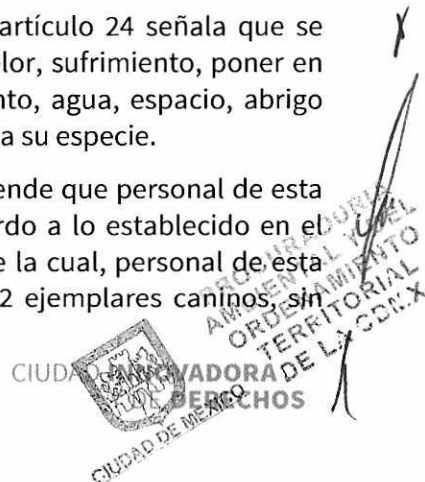 artículo 24 señala que se
lor, sufrimiento, poner en
nto, agua, espacio, abrigo
a su especie.
ende que personal de esta
rdo a lo establecido en el
e la cual, personal de esta
2 ejemplares caninos, sin
PROCURADURIA
AMBIENTAL Y DEL
ORDENAMIENTO
TERRITORIAL
DE LA CDMX
CIUDAD INNOVADORA
DE DERECHOS
CIUDAD DE MÉXICO